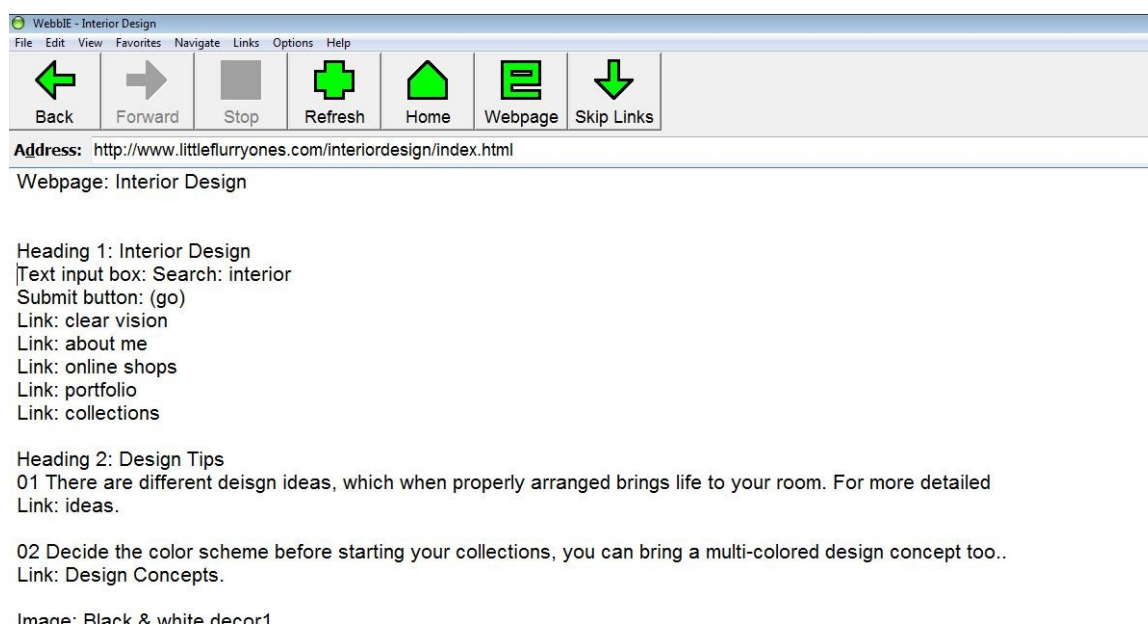 WebbIE - Interior Design
File Edit View Favorites Navigate Links Options Help
Back Forward Stop Refresh Home Webpage Skip Links
Address: http://www.littleflurryones.com/interiordesign/index.html
Webpage: Interior Design
Heading 1: Interior Design
Text input box: Search: interior
Submit button: (go)
Link: clear vision
Link: about me
Link: online shops
Link: portfolio
Link: collections
Heading 2: Design Tips
01 There are different deisgn ideas, which when properly arranged brings life to your room. For more detailed
Link: ideas.
02 Decide the color scheme before starting your collections, you can bring a multi-colored design concept too..
Link: Design Concepts.
Image: Black & white decor1